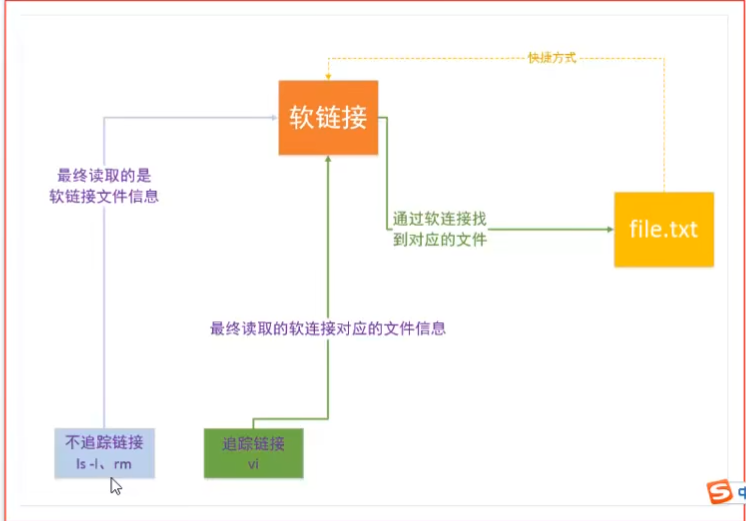 快捷方式
软链接
最终读取的是
软链接文件信息
通过软连接找
到对应的文件
file.txt
最终读取的软连接对应的文件信息
不追踪链接
ls -l、rm
追踪链接
vi